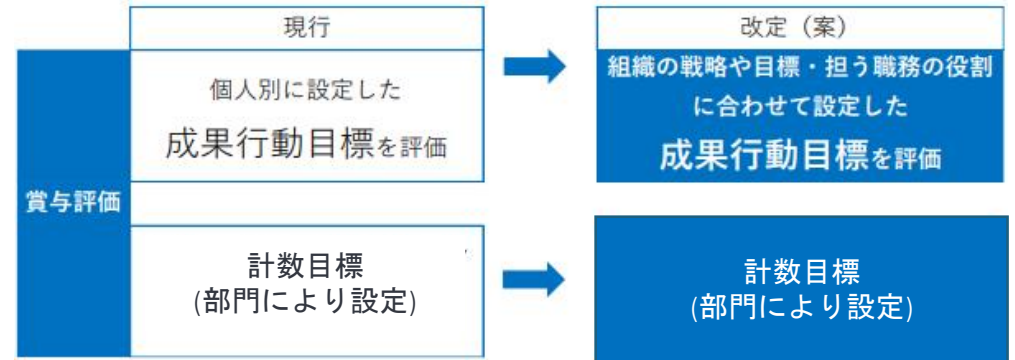 現行
改定（案）
賞与評価
個人別に設定した
成果行動目標を評価
組織の戦略や目標・担う職務の役割
に合わせて設定した
成果行動目標を評価
計数目標
(部門により設定)
計数目標
(部門により設定)